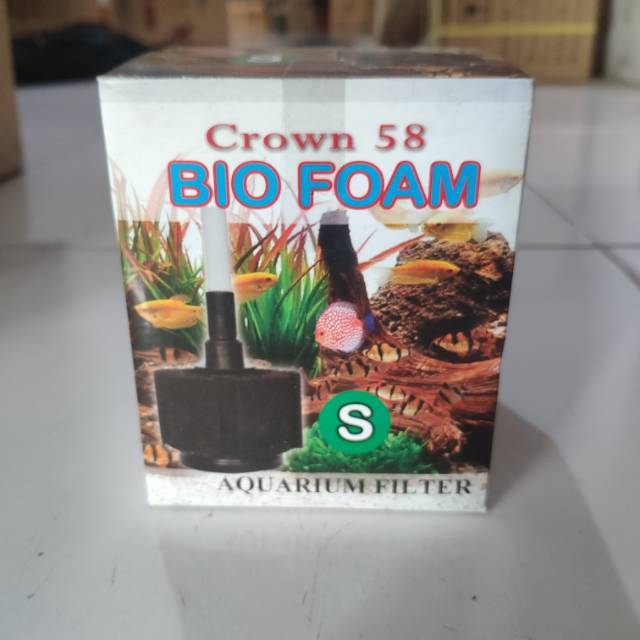 S
Crown 58
BIO FOAM
S
AQUARIUM FILTER